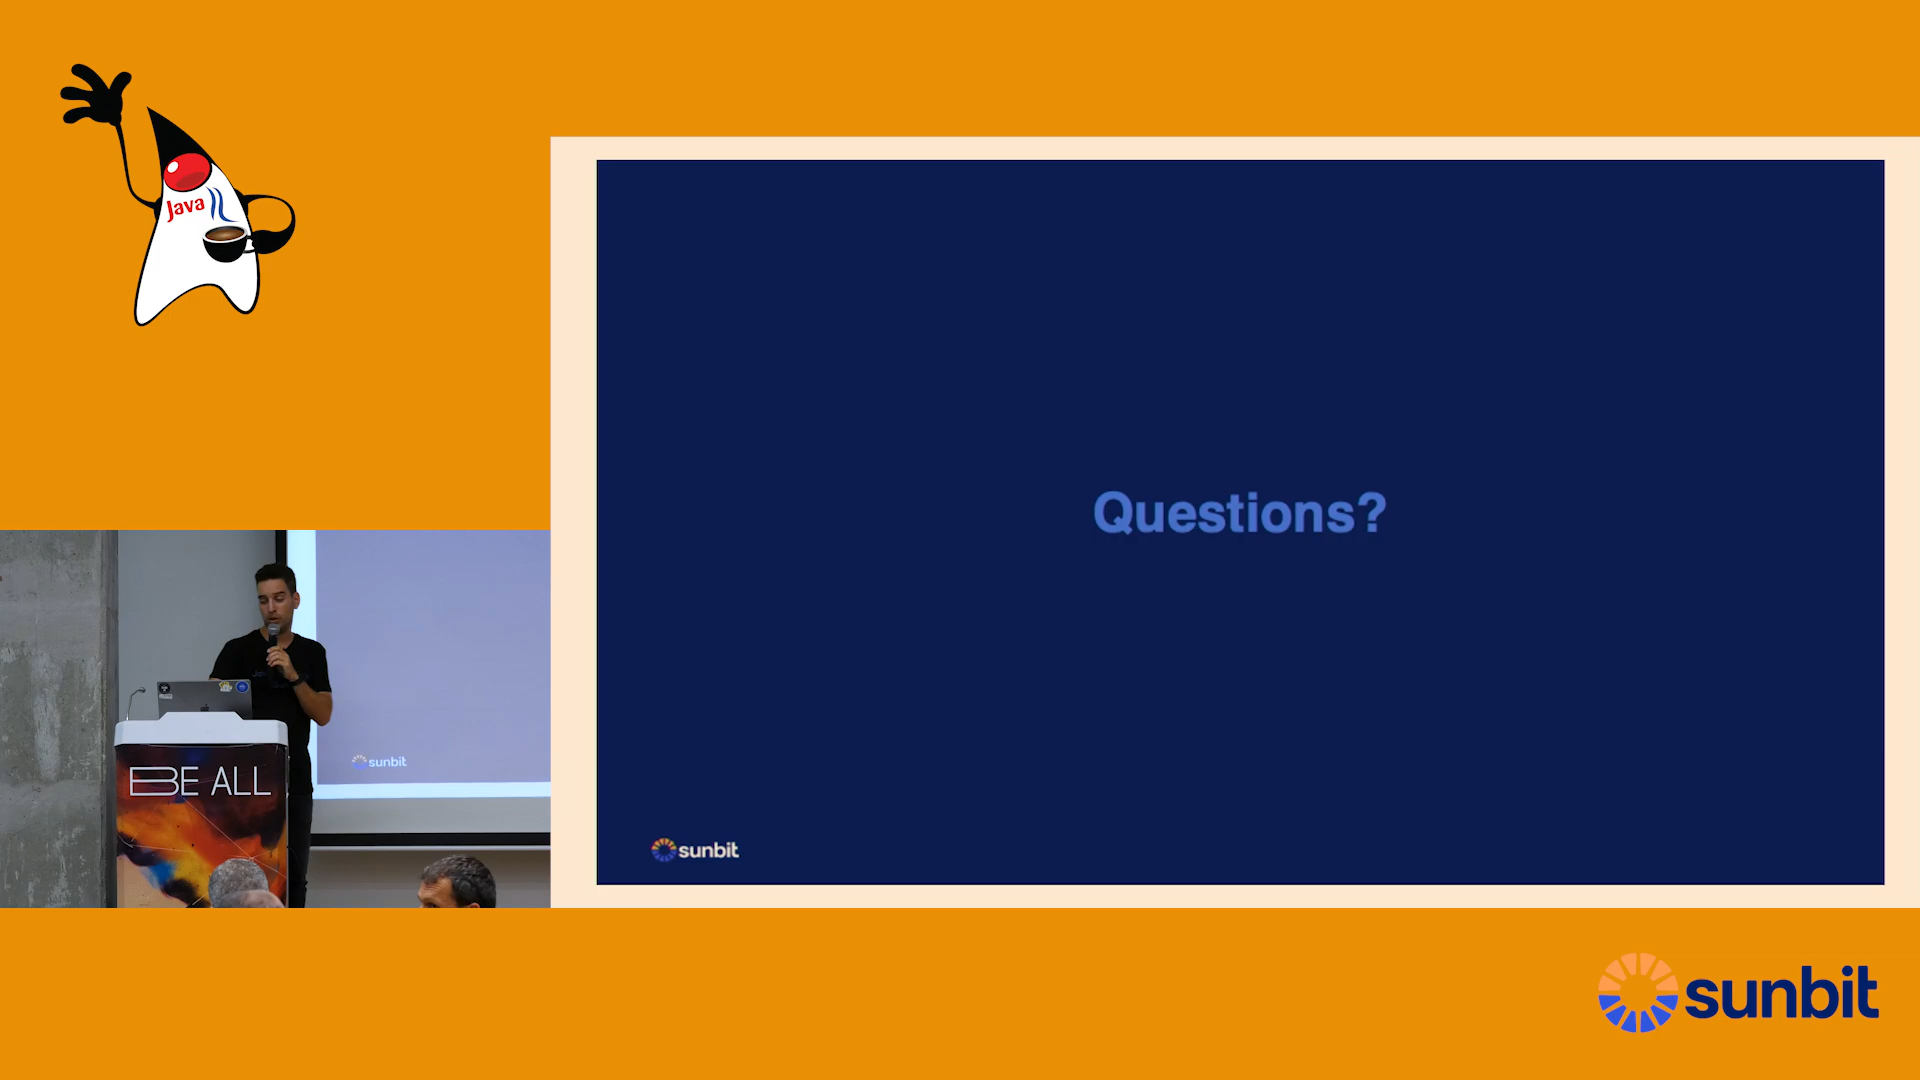 Java
Questions?
sunbit
sunbit
BE ALL
sunbit